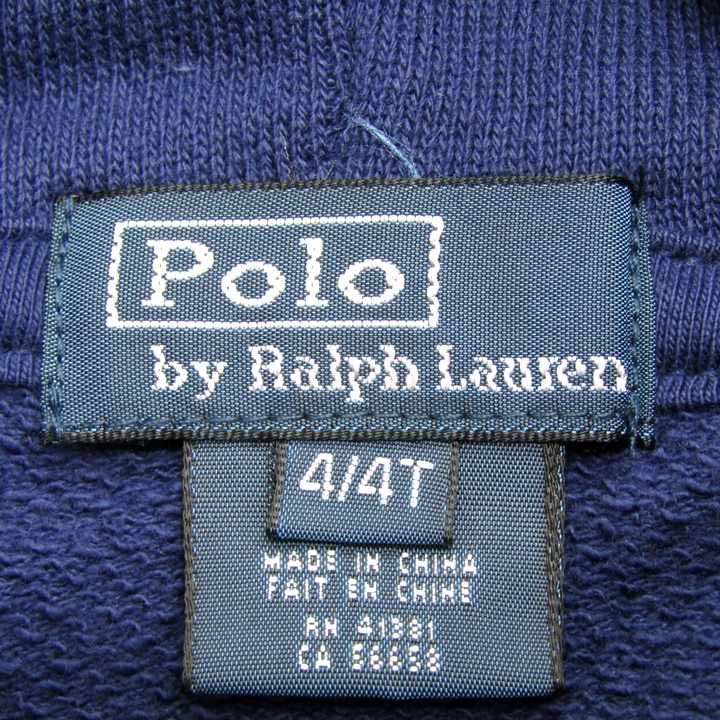 Polo
by Ralph Lauren
4/4T
MADE IN CHINA
FAIT EN CHINE
RN 41381
CA 56658